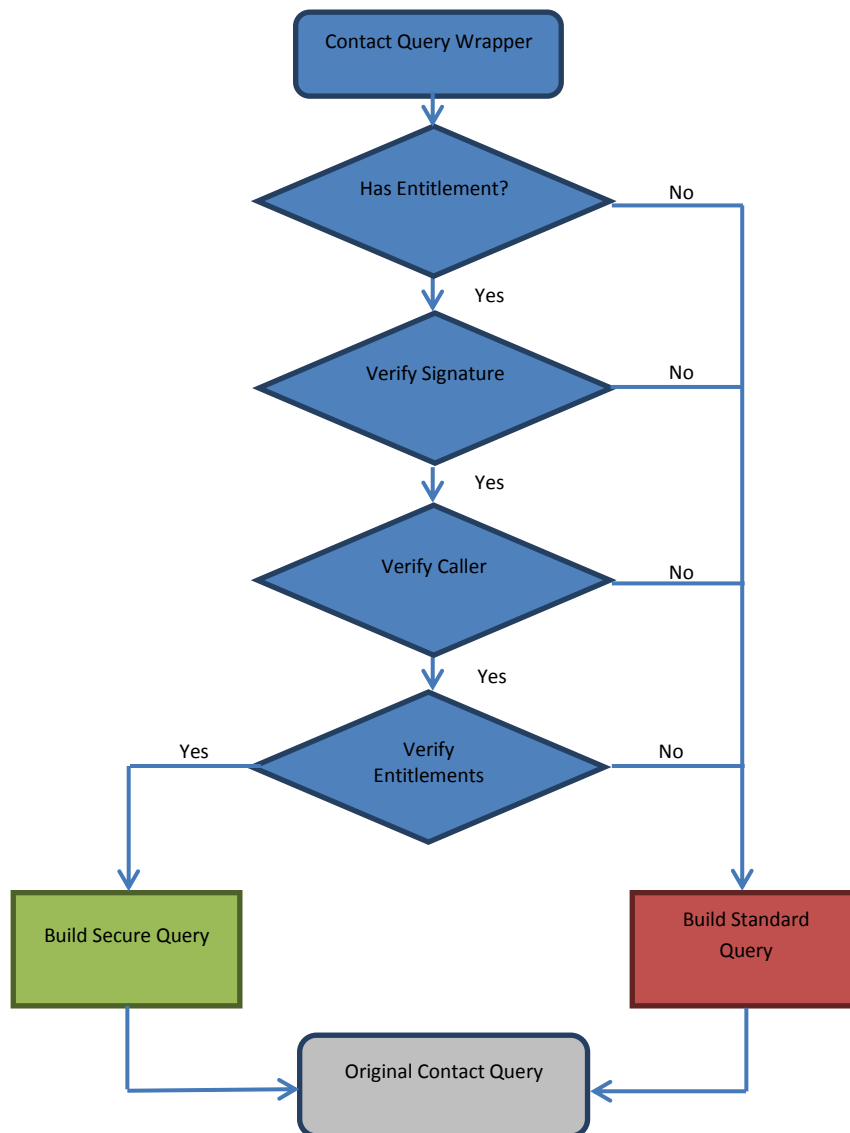 Contact Query Wrapper
Has Entitlement?
No
Yes
Verify Signature
No
Yes
Verify Caller
No
Yes
Yes
Verify
Entitlements
No
Build Secure Query
Build Standard
Query
Original Contact Query